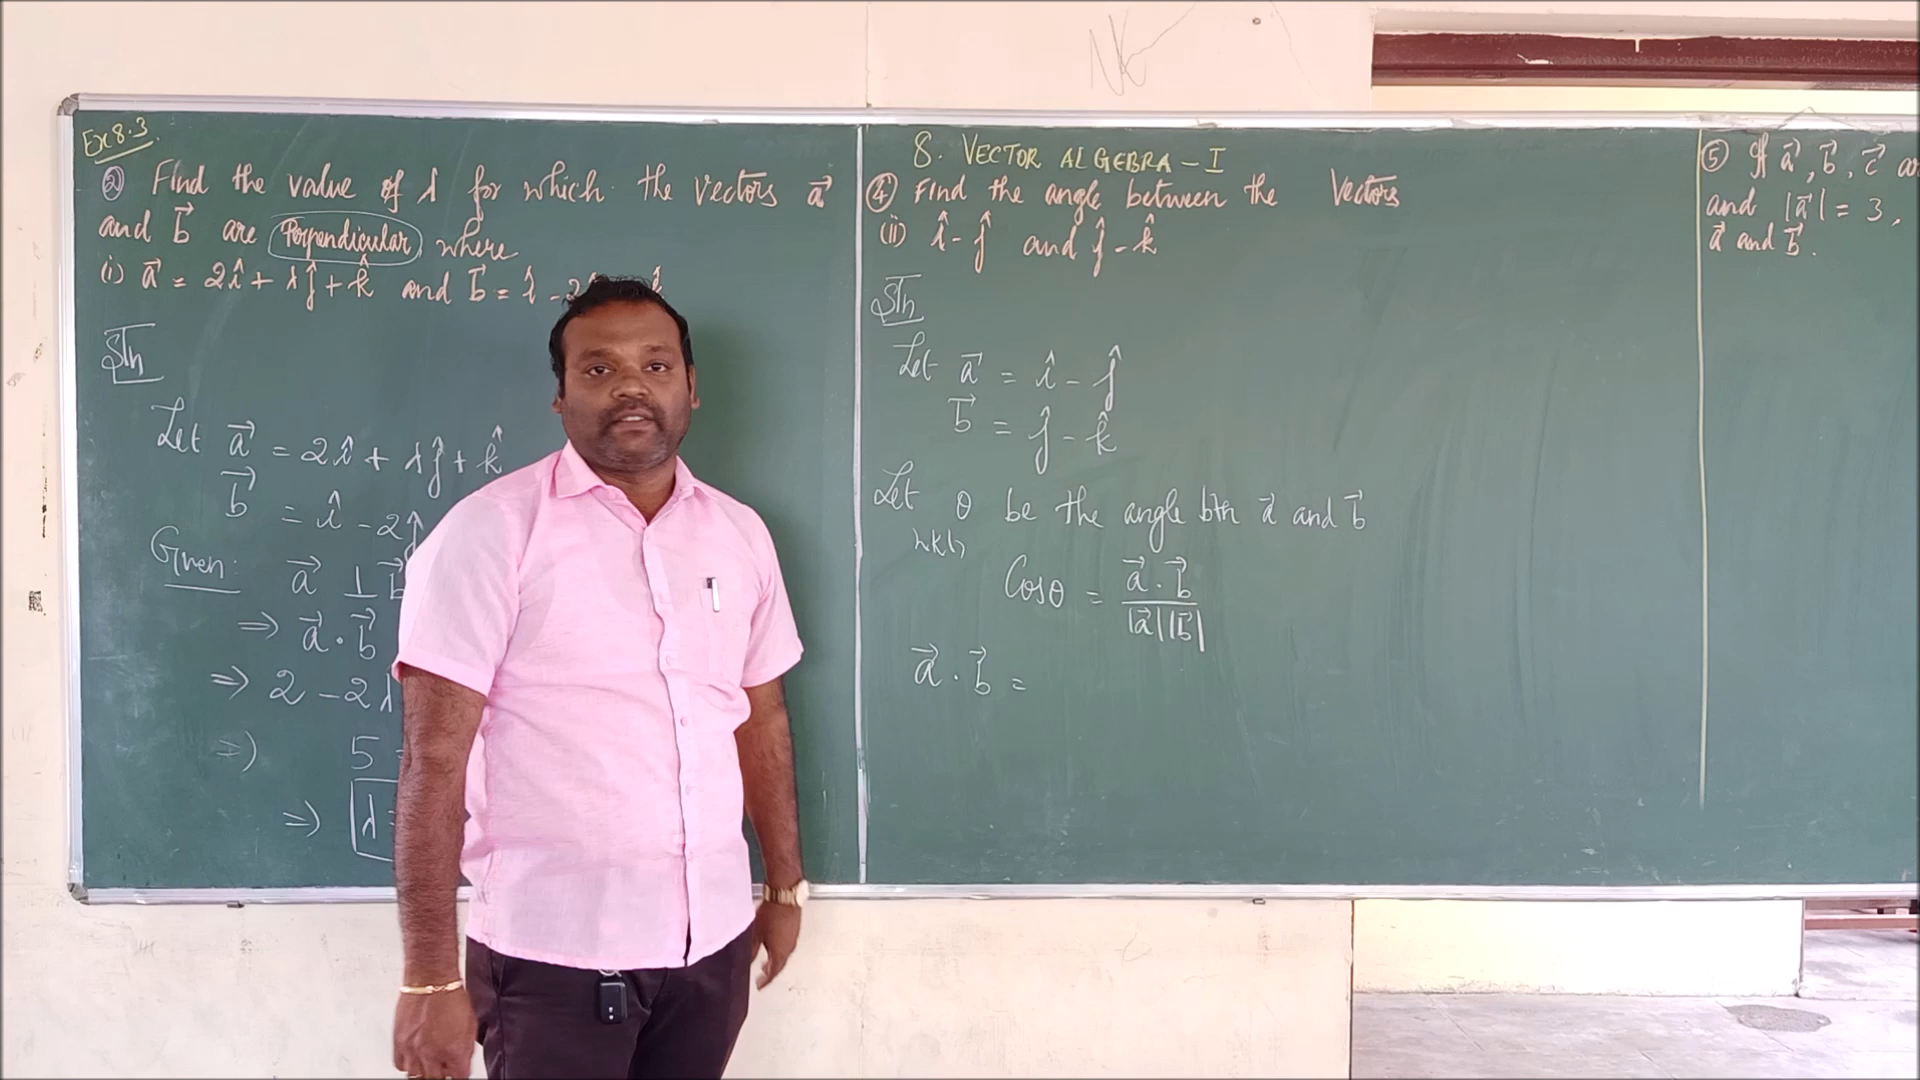 Ex 8.3.
② Find the value of λ for which the vectors a⃗
and b⃗ are Perpendicular where
(i) a⃗ = 2î + λĵ + k̂ and b⃗ = î - 2
Soln
Let a⃗ = 2î + λĵ + k̂
b⃗ = î - 2ĵ
Given: a⃗ ⊥ b⃗
⇒ a⃗ · b⃗
⇒ 2 - 2λ
⇒) 5 =
⇒) λ =
8. VECTOR ALGEBRA - I
④ Find the angle between the Vectors
(ii) î - ĵ and ĵ - k̂
Soln
Let a⃗ = î - ĵ
b⃗ = ĵ - k̂
Let θ be the angle btn a⃗ and b⃗
WKT
Cosθ = a⃗ . b⃗ / |a⃗||b⃗|
a⃗ . b⃗ =
⑤ If a⃗, b⃗, c⃗
and |a⃗| = 3,
a⃗ and b⃗.